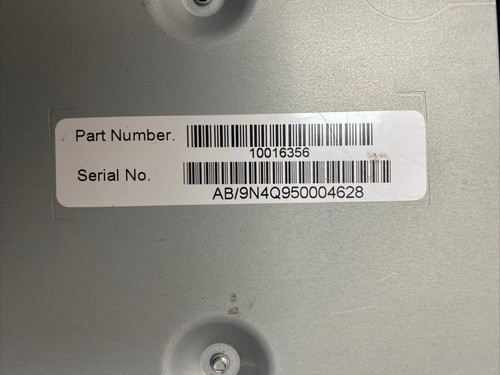 Part Number.
10016356
Serial No.
AB/9N4Q950004628